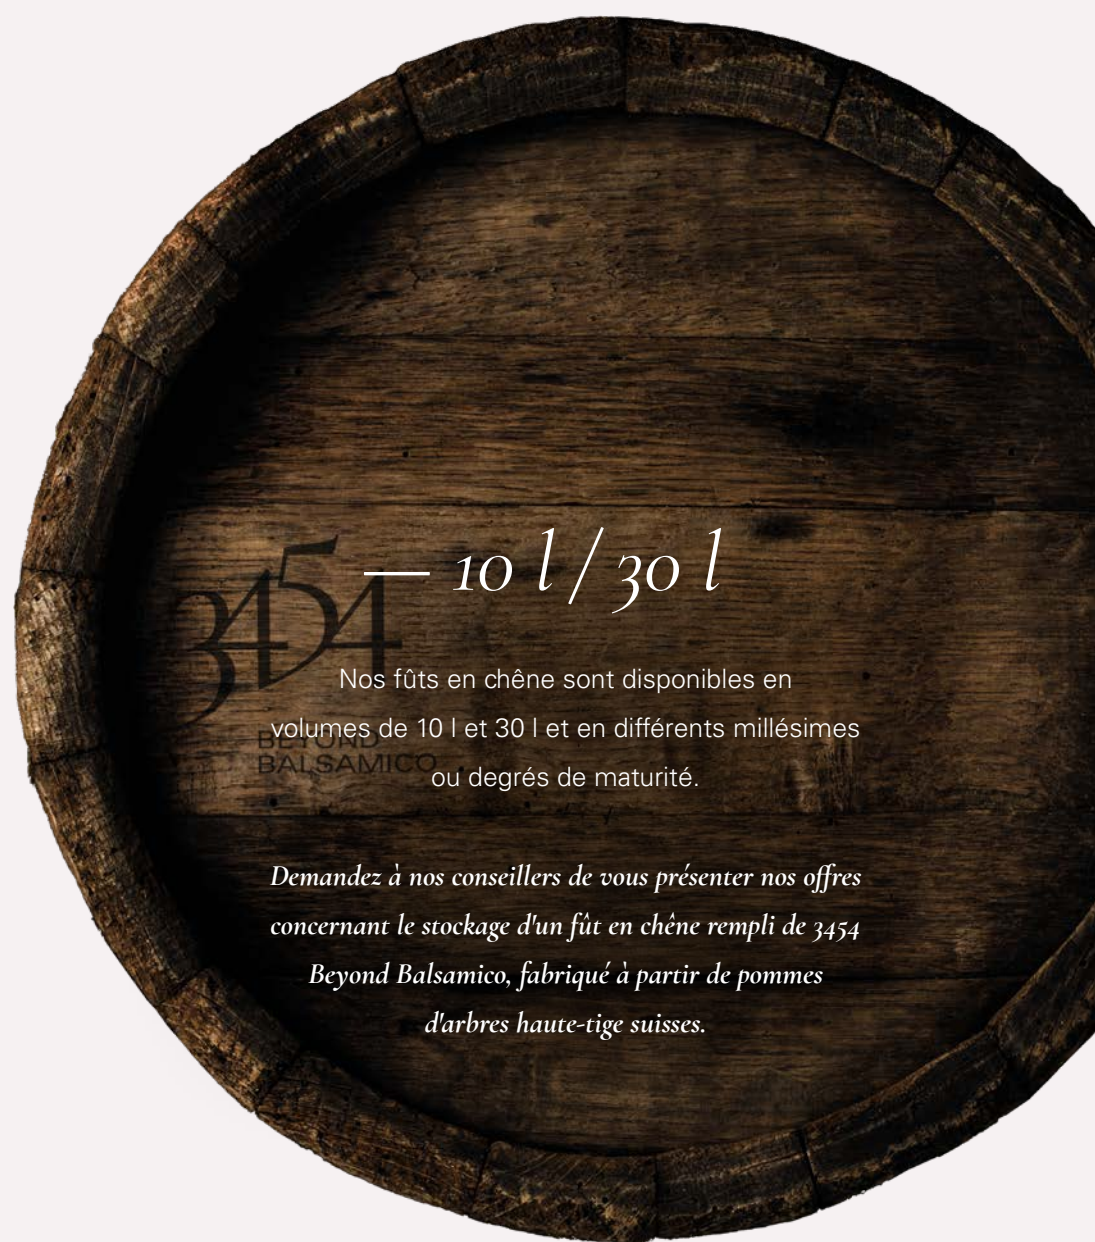 3454
BEYOND
BALSAMICO
— 10 l / 30 l
Nos fûts en chêne sont disponibles en
volumes de 10 l et 30 l et en différents millésimes
ou degrés de maturité.
Demandez à nos conseillers de vous présenter nos offres
concernant le stockage d'un fût en chêne rempli de 3454
Beyond Balsamico, fabriqué à partir de pommes
d'arbres haute-tige suisses.